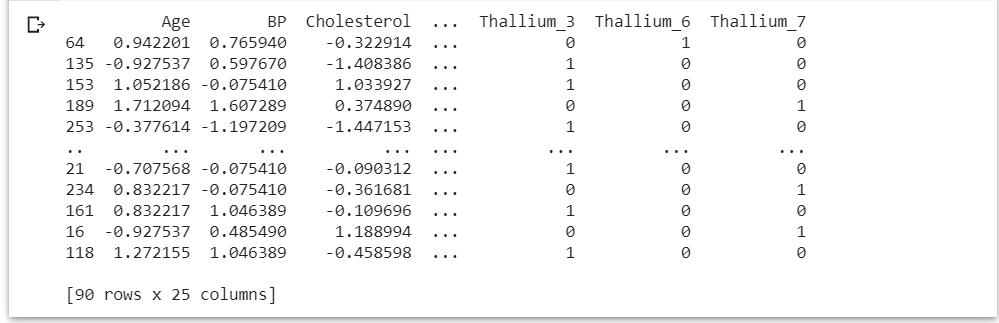 Age BP Cholesterol ... Thallium_3 Thallium_6 Thallium_7
64 0.942201 0.765940 -0.322914 ... 0 1 0
135 -0.927537 0.597670 -1.408386 ... 1 0 0
153 1.052186 -0.075410 1.033927 ... 1 0 0
189 1.712094 1.607289 0.374890 ... 0 0 1
253 -0.377614 -1.197209 -1.447153 ... 1 0 0
.. ... ... ... ... ... ... ...
21 -0.707568 -0.075410 -0.090312 ... 1 0 0
234 0.832217 -0.075410 -0.361681 ... 0 0 1
161 0.832217 1.046389 -0.109696 ... 1 0 0
16 -0.927537 0.485490 1.188994 ... 0 0 1
118 1.272155 1.046389 -0.458598 ... 1 0 0
[90 rows x 25 columns]